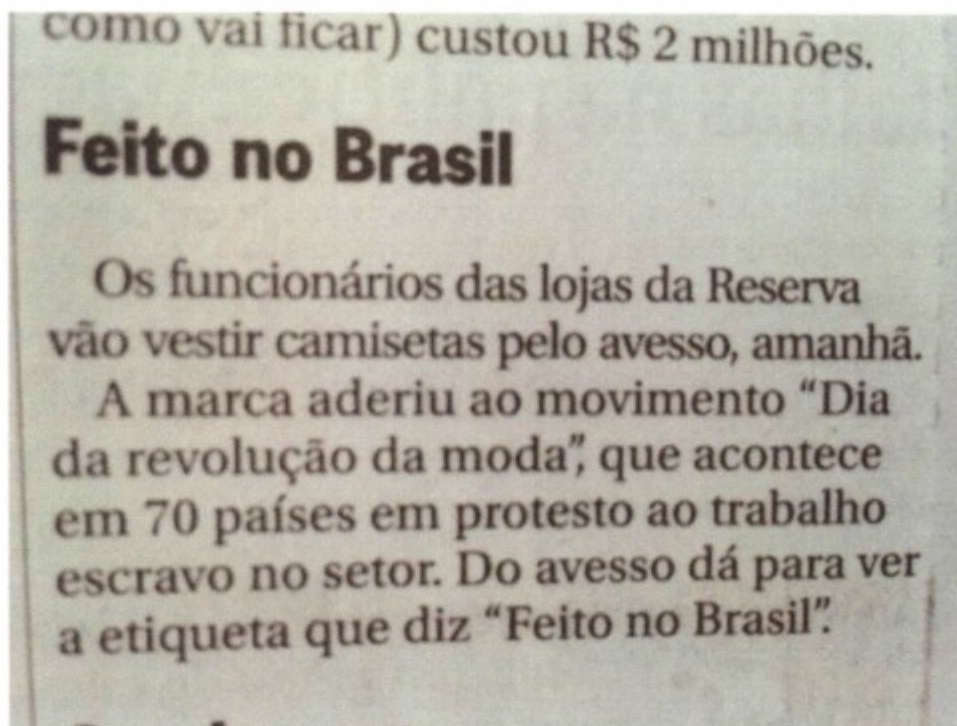 como vai ficar) custou R$ 2 milhões.
Feito no Brasil
Os funcionários das lojas da Reserva
vão vestir camisetas pelo avesso, amanhã.
A marca aderiu ao movimento “Dia
da revolução da moda”, que acontece
em 70 países em protesto ao trabalho
escravo no setor. Do avesso dá para ver
a etiqueta que diz “Feito no Brasil”.